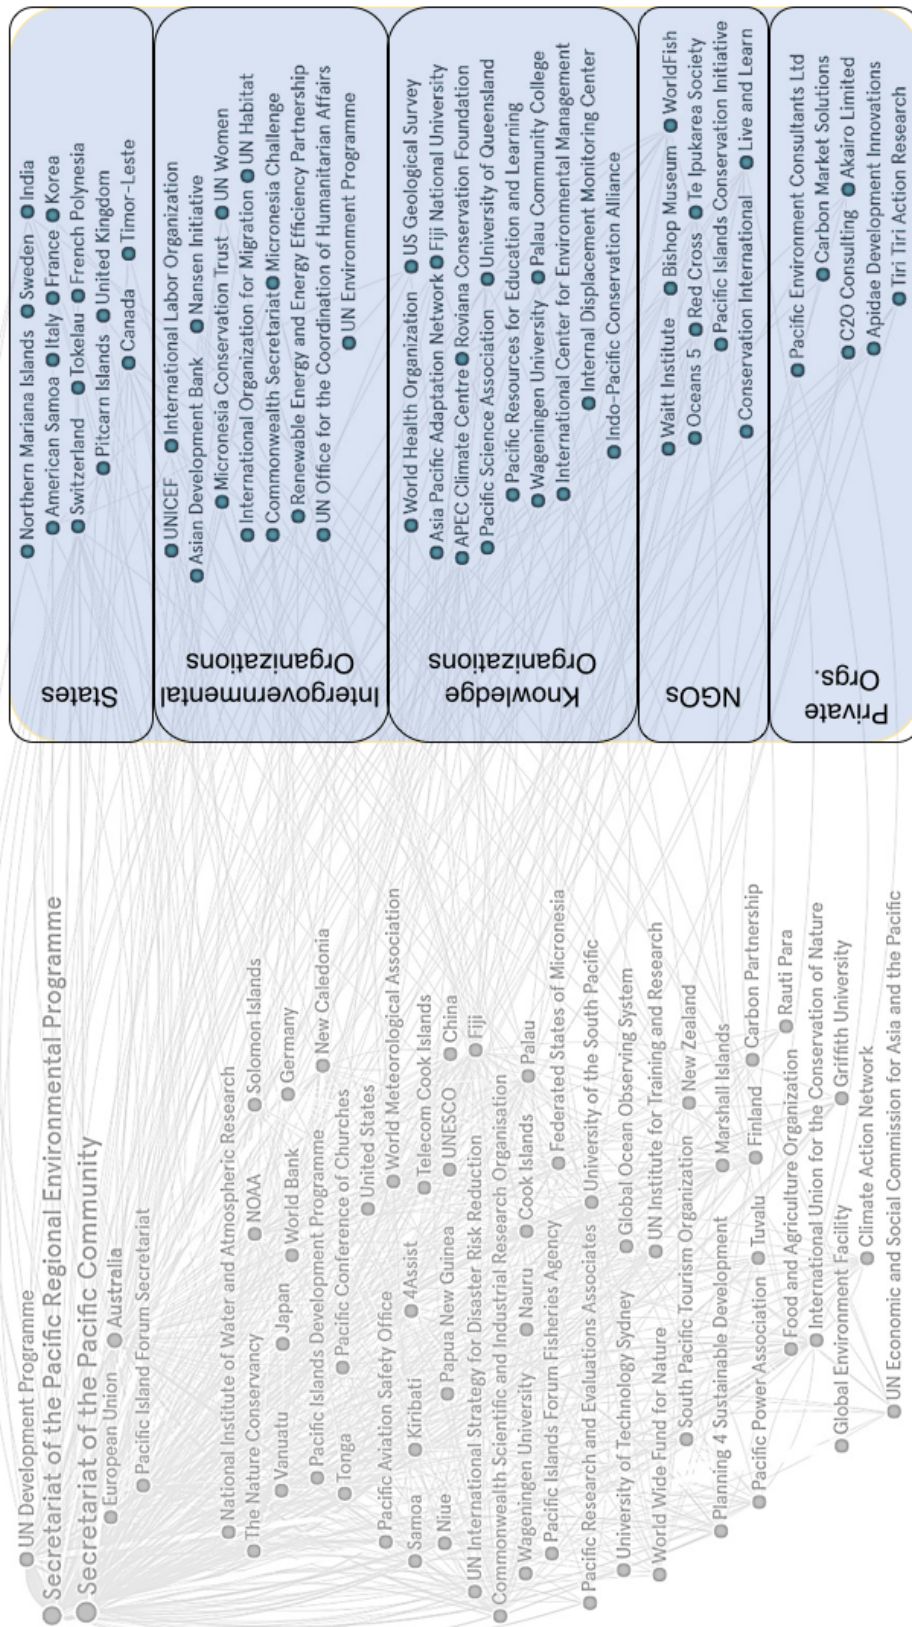 UN Development Programme
Secretariat of the Pacific Regional Environmental Programme
Secretariat of the Pacific Community
European Union
Australia
Pacific Island Forum Secretariat
National Institute of Water and Atmospheric Research
The Nature Conservancy
NOAA
Solomon Islands
Vanuatu
Japan
World Bank
Germany
Pacific Islands Development Programme
New Caledonia
Tonga
Pacific Conference of Churches
United States
Pacific Aviation Safety Office
World Meteorological Association
Samoa
Kiribati
4Assist
Telecom Cook Islands
Niue
Papua New Guinea
UNESCO
China
UN International Strategy for Disaster Risk Reduction
Fiji
Commonwealth Scientific and Industrial Research Organisation
Wageningen University
Nauru
Cook Islands
Palau
Pacific Islands Forum Fisheries Agency
Federated States of Micronesia
Pacific Research and Evaluations Associates
University of the South Pacific
University of Technology Sydney
Global Ocean Observing System
World Wide Fund for Nature
UN Institute for Training and Research
South Pacific Tourism Organization
New Zealand
Planning 4 Sustainable Development
Marshall Islands
Pacific Power Association
Tuvalu
Finland
Carbon Partnership
Food and Agriculture Organization
Rauti Para
International Union for the Conservation of Nature
Global Environment Facility
Griffith University
Climate Action Network
UN Economic and Social Commission for Asia and the Pacific
States
Northern Mariana Islands
Sweden
India
American Samoa
Italy
France
Korea
Switzerland
Tokelau
French Polynesia
Pitcarn Islands
United Kingdom
Canada
Timor-Leste
Intergovernmental
Organizations
UNICEF
International Labor Organization
Asian Development Bank
Nansen Initiative
Micronesia Conservation Trust
UN Women
International Organization for Migration
UN Habitat
Commonwealth Secretariat
Micronesia Challenge
Renewable Energy and Energy Efficiency Partnership
UN Office for the Coordination of Humanitarian Affairs
UN Environment Programme
Knowledge
Organizations
World Health Organization
US Geological Survey
Asia Pacific Adaptation Network
Fiji National University
APEC Climate Centre
Roviana Conservation Foundation
Pacific Science Association
University of Queensland
Pacific Resources for Education and Learning
Wageningen University
Palau Community College
International Center for Environmental Management
Internal Displacement Monitoring Center
Indo-Pacific Conservation Alliance
NGOs
Waitt Institute
Bishop Museum
WorldFish
Oceans 5
Red Cross
Te Ipukarea Society
Pacific Islands Conservation Initiative
Conservation International
Live and Learn
Private
Orgs.
Pacific Environment Consultants Ltd
Carbon Market Solutions
C2O Consulting
Akairo Limited
Apidae Development Innovations
Tiri Tiri Action Research